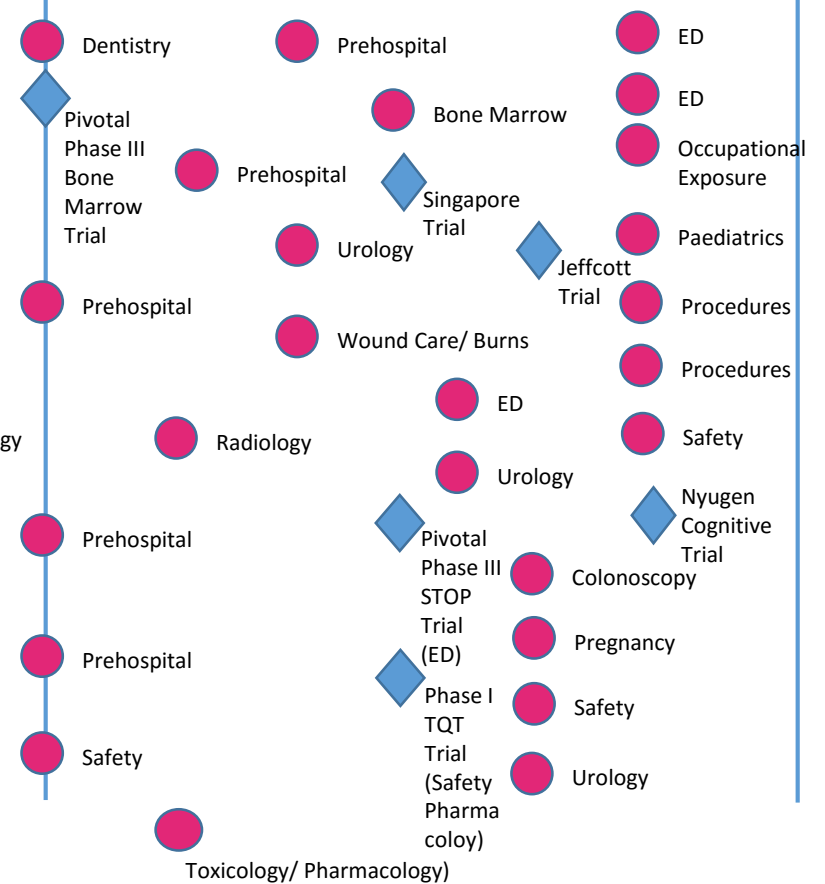 Dentistry
Prehospital
ED
ED
Pivotal
Phase III
Bone
Marrow
Trial
Bone Marrow
Occupational
Exposure
Prehospital
Singapore
Trial
Urology
Paediatrics
Jeffcott
Trial
Prehospital
Procedures
Wound Care/ Burns
Procedures
ED
gy
Radiology
Safety
Urology
Nyugen
Cognitive
Trial
Prehospital
Pivotal
Phase III
STOP
Trial
(ED)
Colonoscopy
Pregnancy
Prehospital
Phase I
TQT
Trial
(Safety
Pharma
coloy)
Safety
Safety
Urology
Toxicology/ Pharmacology)